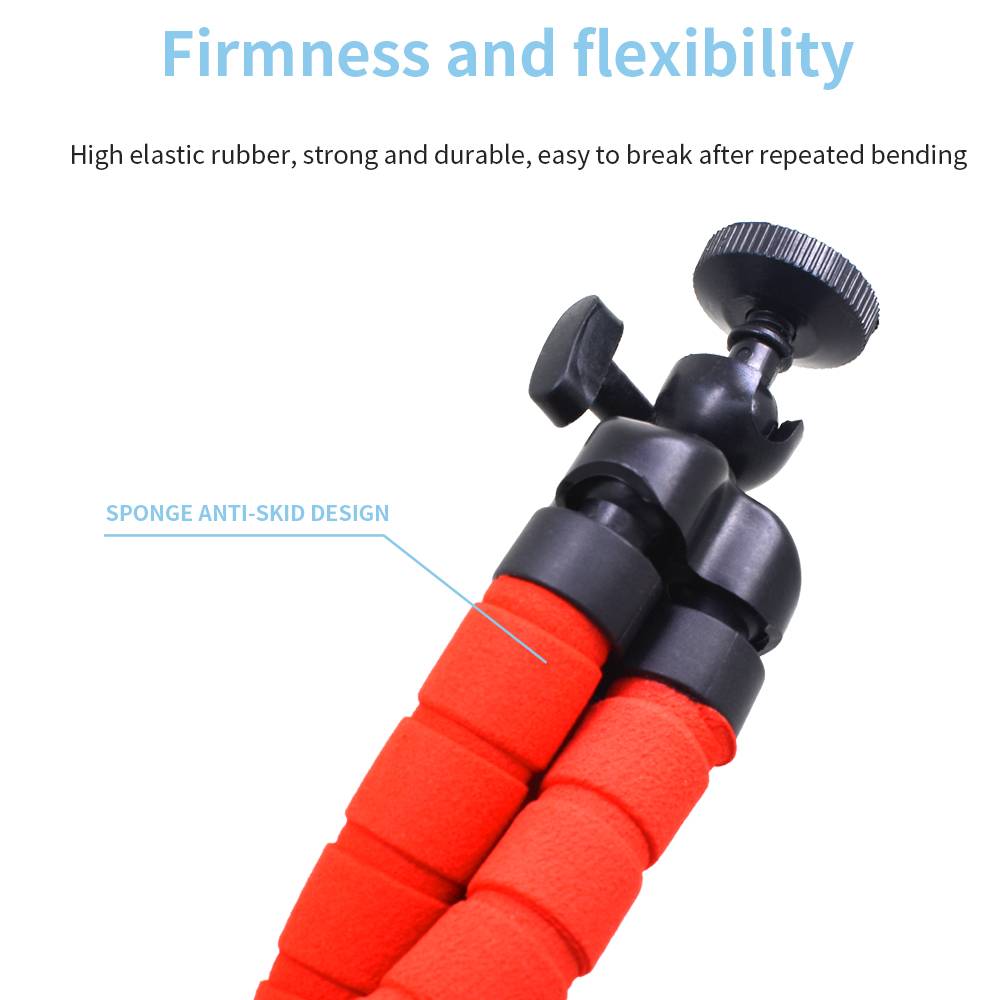 Firmness and flexibility
High elastic rubber, strong and durable, easy to break after repeated bending
SPONGE ANTI-SKID DESIGN